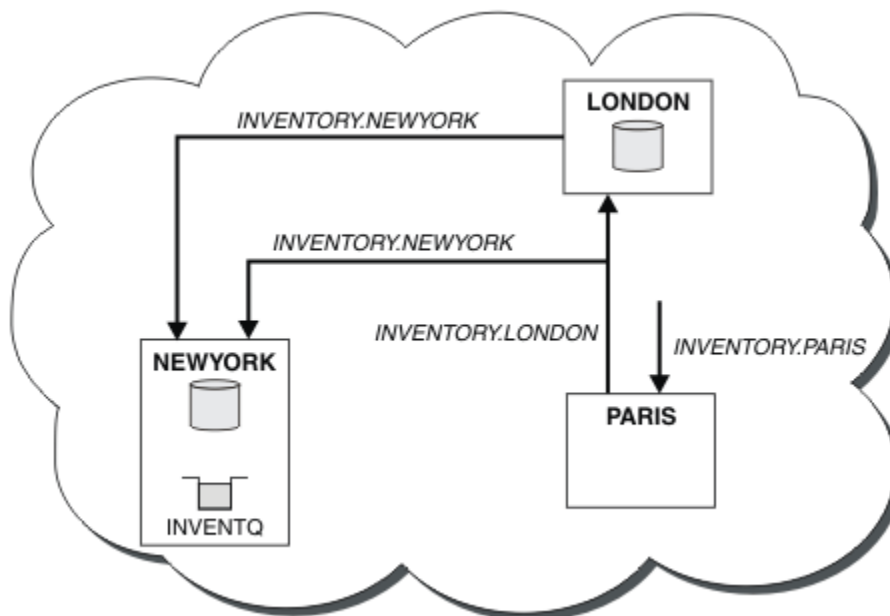 LONDON
INVENTORY.NEWYORK
INVENTORY.NEWYORK
INVENTORY.LONDON
INVENTORY.PARIS
NEWYORK
PARIS
INVENTQ